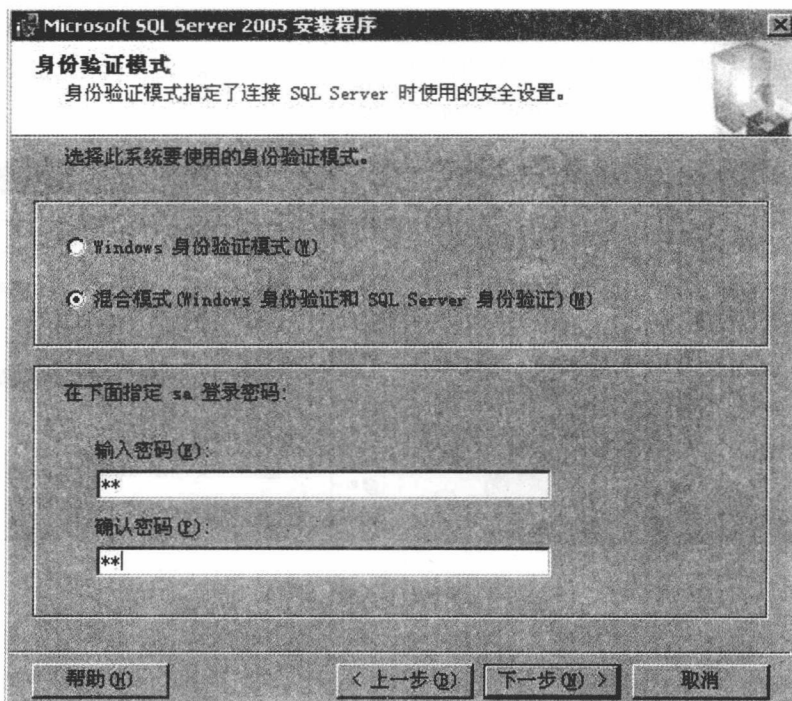 Microsoft SQL Server 2005 安装程序
身份验证模式
身份验证模式指定了连接 SQL Server 时使用的安全设置。
选择此系统要使用的身份验证模式。
Windows 身份验证模式(W)
混合模式(Windows 身份验证和 SQL Server 身份验证)(M)
在下面指定 sa 登录密码:
输入密码(E):
**
确认密码(P):
**
帮助(H)
< 上一步(B)
下一步(N) >
取消